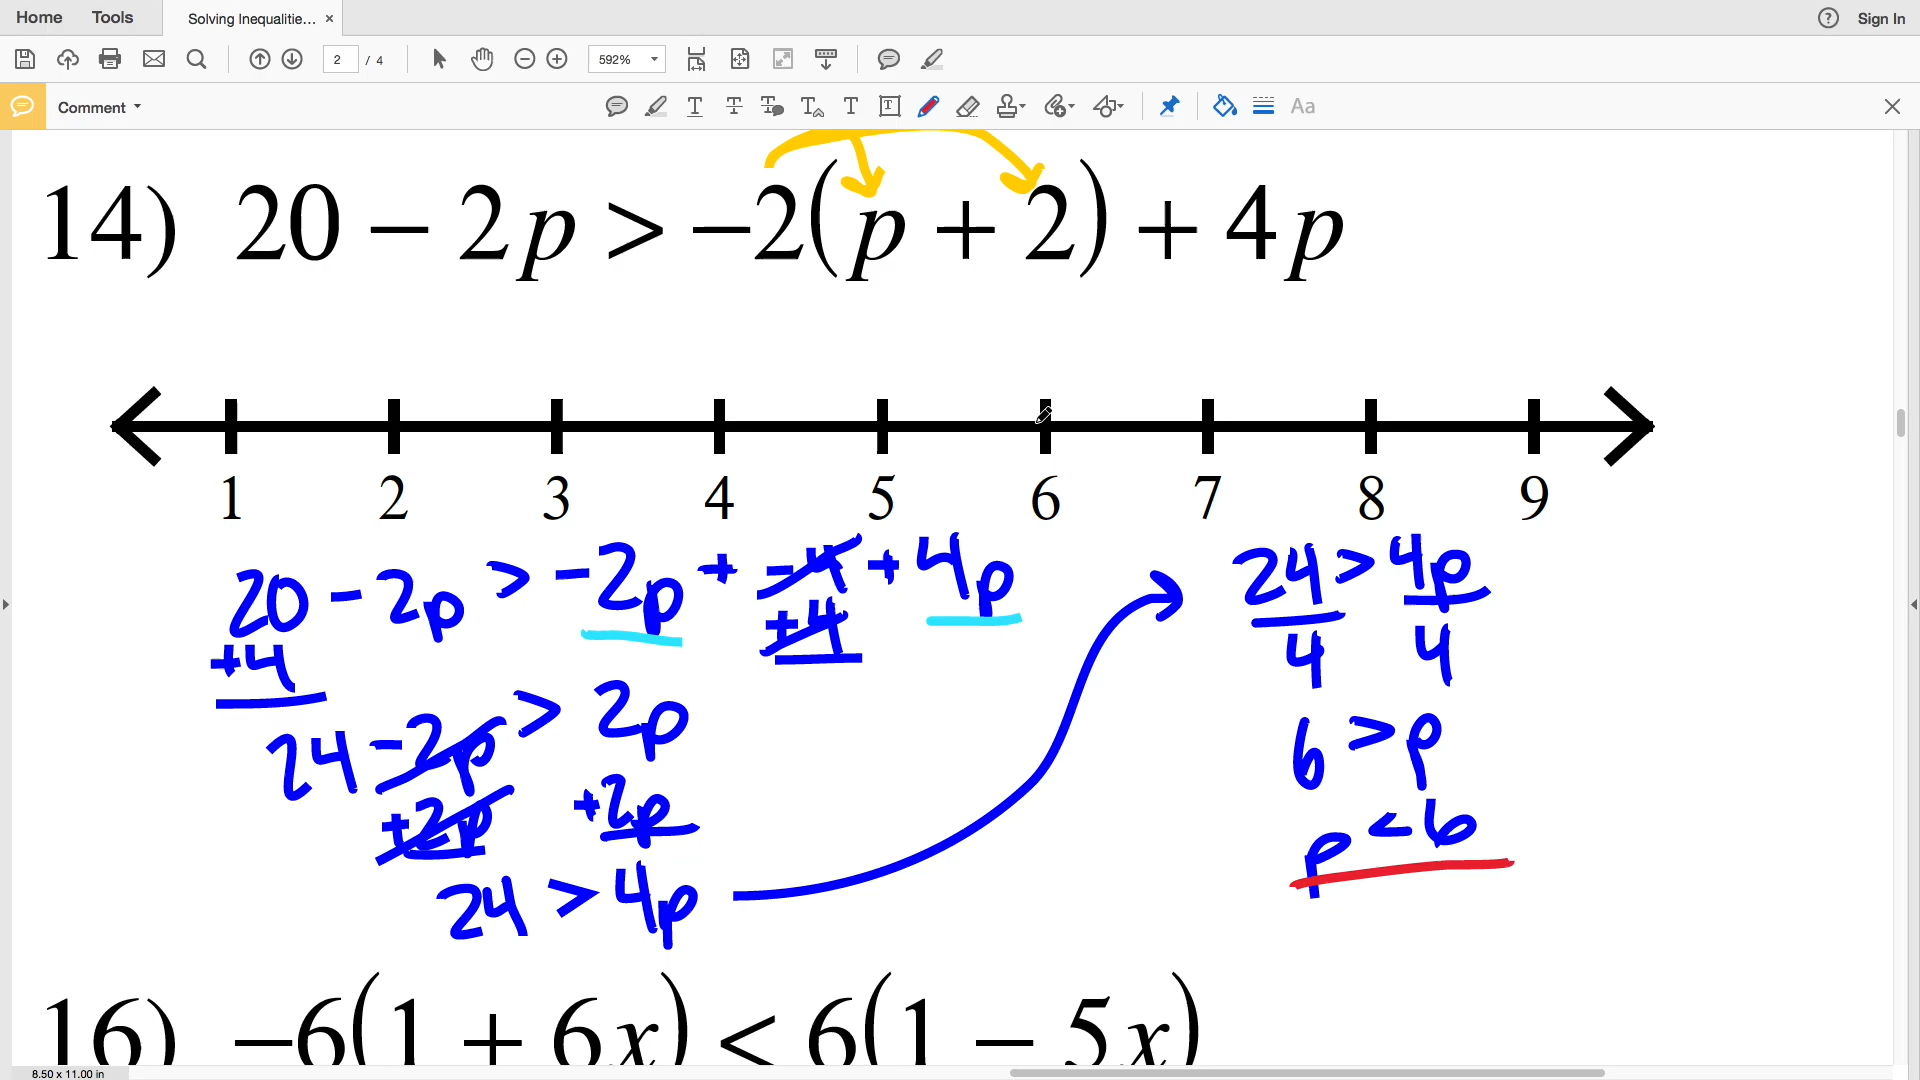 Home Tools Solving Inequalitie... × Sign In
2 / 4 592%
Comment Aa
14) 20 − 2p > −2(p + 2) + 4p
1 2 3 4 5 6 7 8 9
20 - 2p > -2p + -4 + 4p
+4 +4
24 - 2p > 2p
+2p +2p
24 > 4p
24 > 4p
4 4
6 > p
p < 6
16) −6(1 + 6x) < 6(1 − 5x)
8.50 x 11.00 in